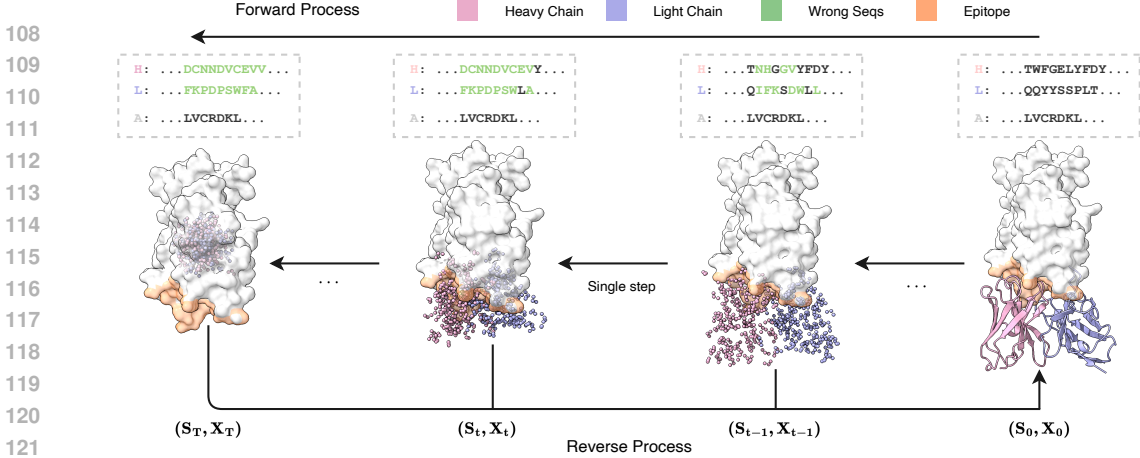 Forward Process
Heavy Chain Light Chain Wrong Seqs Epitope
108
109
110
111
112
113
114
115
116
117
118
119
120
121
H: ...DCNNDVCEVV...
L: ...FKPDPSWFA...
A: ...LVCRDKL...
H: ...DCNNDVCEVY...
L: ...FKPDPSWLA...
A: ...LVCRDKL...
H: ...TNHGGVYFDY...
L: ...QIFKSDWLL...
A: ...LVCRDKL...
H: ...TWFGELYFDY...
L: ...QQYYSSPLT...
A: ...LVCRDKL...
...
Single step
...
(S_T, X_T)
(S_t, X_t)
(S_{t−1}, X_{t−1})
(S_0, X_0)
Reverse Process